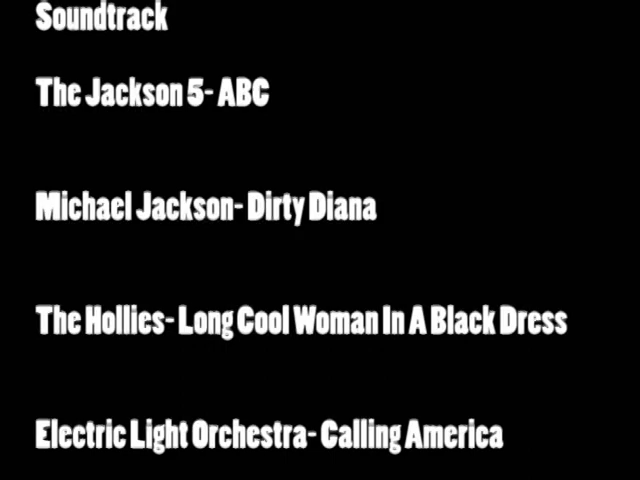 Soundtrack
The Jackson 5- ABC
Michael Jackson- Dirty Diana
The Hollies- Long Cool Woman In A Black Dress
Electric Light Orchestra- Calling America